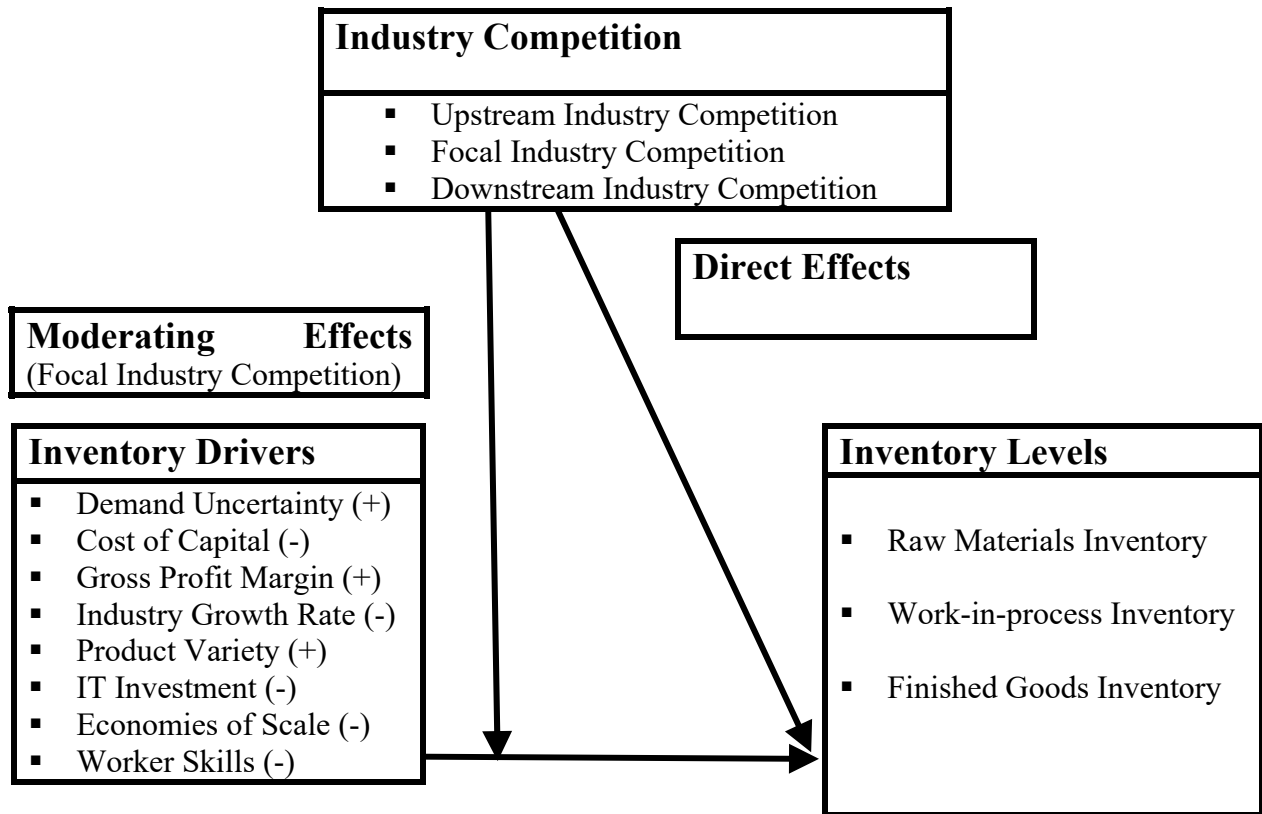 Industry Competition
▪ Upstream Industry Competition
▪ Focal Industry Competition
▪ Downstream Industry Competition
Direct Effects
Moderating Effects
(Focal Industry Competition)
Inventory Drivers
▪ Demand Uncertainty (+)
▪ Cost of Capital (-)
▪ Gross Profit Margin (+)
▪ Industry Growth Rate (-)
▪ Product Variety (+)
▪ IT Investment (-)
▪ Economies of Scale (-)
▪ Worker Skills (-)
Inventory Levels
▪ Raw Materials Inventory
▪ Work-in-process Inventory
▪ Finished Goods Inventory